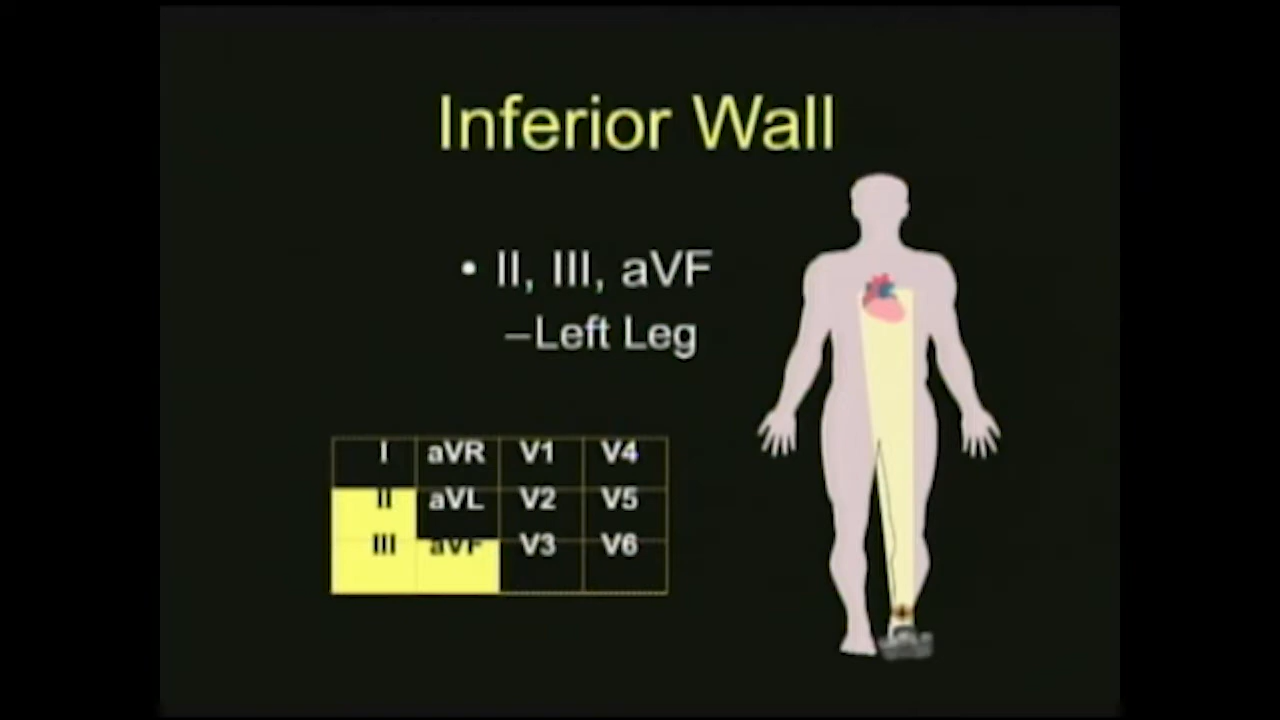 Inferior Wall
• II, III, aVF
–Left Leg
I aVR V1 V4
II aVL V2 V5
III aVF V3 V6